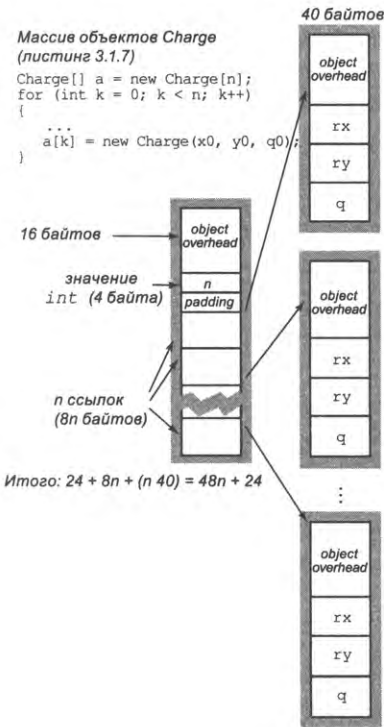 40 байтов
Массив объектов Charge
(листинг 3.1.7)
Charge[] a = new Charge[n];
for (int k = 0; k < n; k++)
{
...
a[k] = new Charge(x0, y0, q0);
}
object
overhead
rx
ry
q
16 байтов
object
overhead
значение
int (4 байта)
n
padding
n ссылок
(8n байтов)
Итого: 24 + 8n + (n 40) = 48n + 24
object
overhead
rx
ry
q
⋮
object
overhead
rx
ry
q